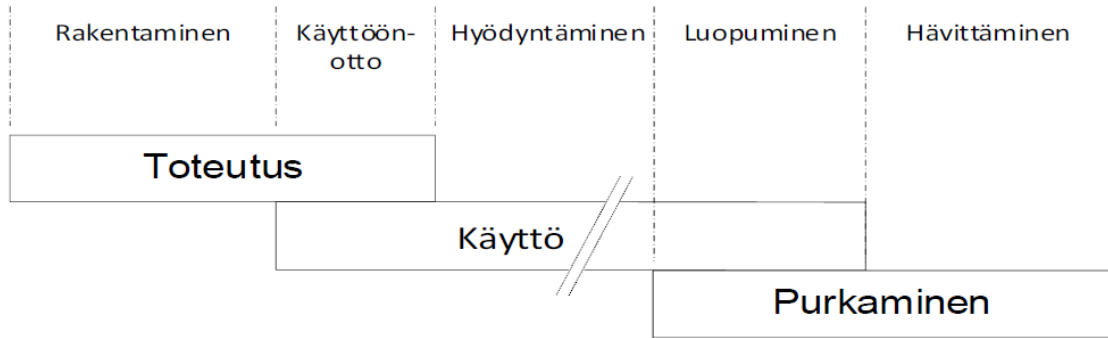 Rakentaminen
Käyttöön-
otto
Hyödyntäminen
Luopuminen
Hävittäminen
Toteutus
Käyttö
Purkaminen